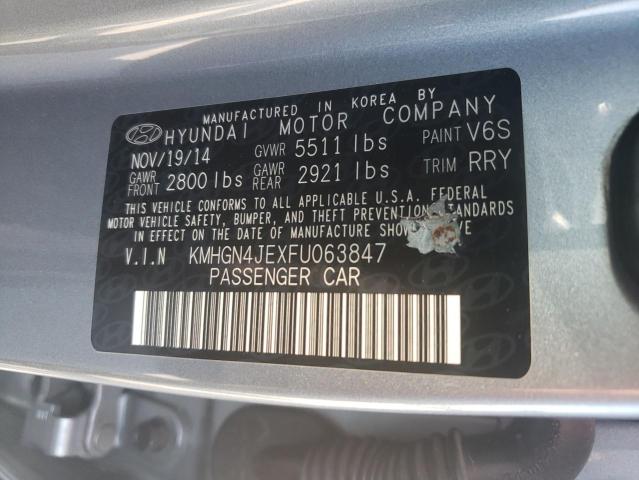 MANUFACTURED IN KOREA BY
HYUNDAI MOTOR COMPANY
NOV/19/14 GVWR 5511 lbs PAINT V6S
GAWR FRONT 2800 lbs GAWR REAR 2921 lbs TRIM RRY
THIS VEHICLE CONFORMS TO ALL APPLICABLE U.S.A. FEDERAL
MOTOR VEHICLE SAFETY, BUMPER, AND THEFT PREVENTION STANDARDS
IN EFFECT ON THE DATE OF MANUFACTURE SHOWN
V.I.N KMHGN4JEXFU063847
PASSENGER CAR